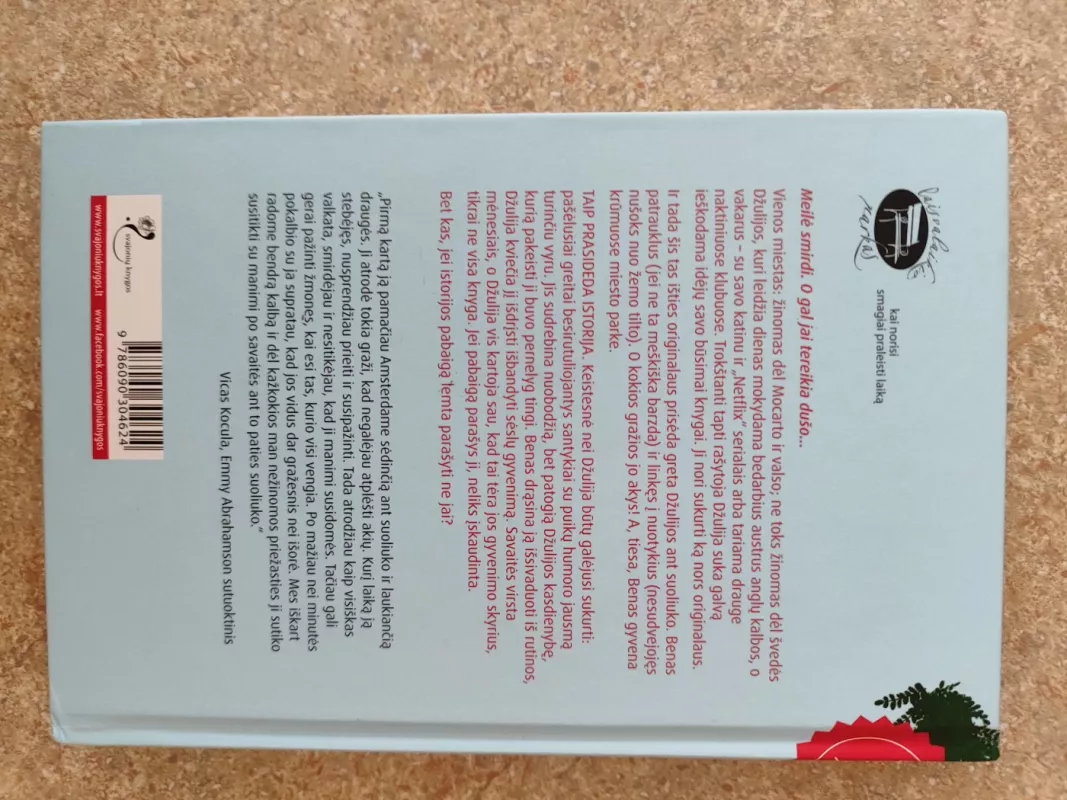 laisvalaikio
parkas
kai norisi
smagiai praleisti laiką
Meilė smirdi. O gal jai tereikia dušo...
Vienos miestas: žinomas dėl Mocarto ir valso; ne toks žinomas dėl švedės
Džulijos, kuri leidžia dienas mokydama bedarbius austrus anglų kalbos, o
vakarus – su savo katinu ir „Netflix“ serialais arba tariama drauge
naktiniuose klubuose. Trokštanti tapti rašytoja Džulija suka galvą
ieškodama idėjų savo būsimai knygai. Ji nori sukurti ką nors originalaus.
Ir tada šis tas išties originalaus prisėda greta Džulijos ant suoliuko. Benas
patrauklus (jei ne ta meškiška barzda) ir linkęs į nuotykius (nesudvejojęs
nušoks nuo žemo tilto). O kokios gražios jo akys! A, tiesa, Benas gyvena
krūmuose miesto parke.
TAIP PRASIDEDA ISTORIJA. Keistesnė nei Džulija būtų galėjusi sukurti:
pašėlusiai greitai besirutuliojantys santykiai su puikų humoro jausmą
turinčiu vyru. Jis sudrebina nuobodžią, bet patogią Džulijos kasdienybę,
kurią pakeisti ji buvo pernelyg tingi. Benas drąsina ją išsivaduoti iš rutinos,
Džulija kviečia jį išdrįsti išbandyti sėslų gyvenimą. Savaitės virsta
mėnesiais, o Džulija vis kartoja sau, kad tai tėra jos gyvenimo skyrius,
tikrai ne visa knyga. Jei pabaigą parašys ji, neliks įskaudinta.
Bet kas, jei istorijos pabaigą lemta parašyti ne jai?
„Pirmą kartą ją pamačiau Amsterdame sėdinčią ant suoliuko ir laukiančią
draugės. Ji atrodė tokia graži, kad negalėjau atplėšti akių. Kurį laiką ją
stebėjęs, nusprendžiau prieiti ir susipažinti. Tada atrodžiau kaip visiškas
valkata, smirdėjau ir nesitikėjau, kad ji manimi susidomės. Tačiau gali
gerai pažinti žmones, kai esi tas, kurio visi vengia. Po mažiau nei minutės
pokalbio su ja supratau, kad jos vidus dar gražesnis nei išorė. Mes iškart
radome bendrą kalbą ir dėl kažkokios man nežinomos priežasties ji sutiko
susitikti su manimi po savaitės ant to paties suoliuko.“
Vicas Kocula, Emmy Abrahamson sutuoktinis
svajonių knygos
9 786090 304624
www.svajoniuknygos.lt www.facebook.com/svajoniuknygos